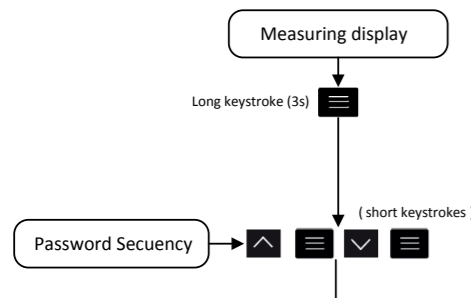 Measuring display
Long keystroke (3s)
( short keystrokes )
Password Secuency